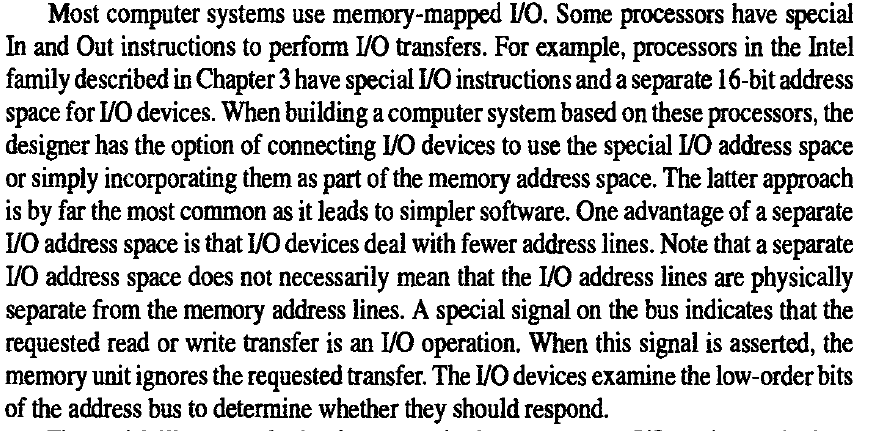 Most computer systems use memory-mapped I/O. Some processors have special
In and Out instructions to perform I/O transfers. For example, processors in the Intel
family described in Chapter 3 have special I/O instructions and a separate 16-bit address
space for I/O devices. When building a computer system based on these processors, the
designer has the option of connecting I/O devices to use the special I/O address space
or simply incorporating them as part of the memory address space. The latter approach
is by far the most common as it leads to simpler software. One advantage of a separate
I/O address space is that I/O devices deal with fewer address lines. Note that a separate
I/O address space does not necessarily mean that the I/O address lines are physically
separate from the memory address lines. A special signal on the bus indicates that the
requested read or write transfer is an I/O operation. When this signal is asserted, the
memory unit ignores the requested transfer. The I/O devices examine the low-order bits
of the address bus to determine whether they should respond.